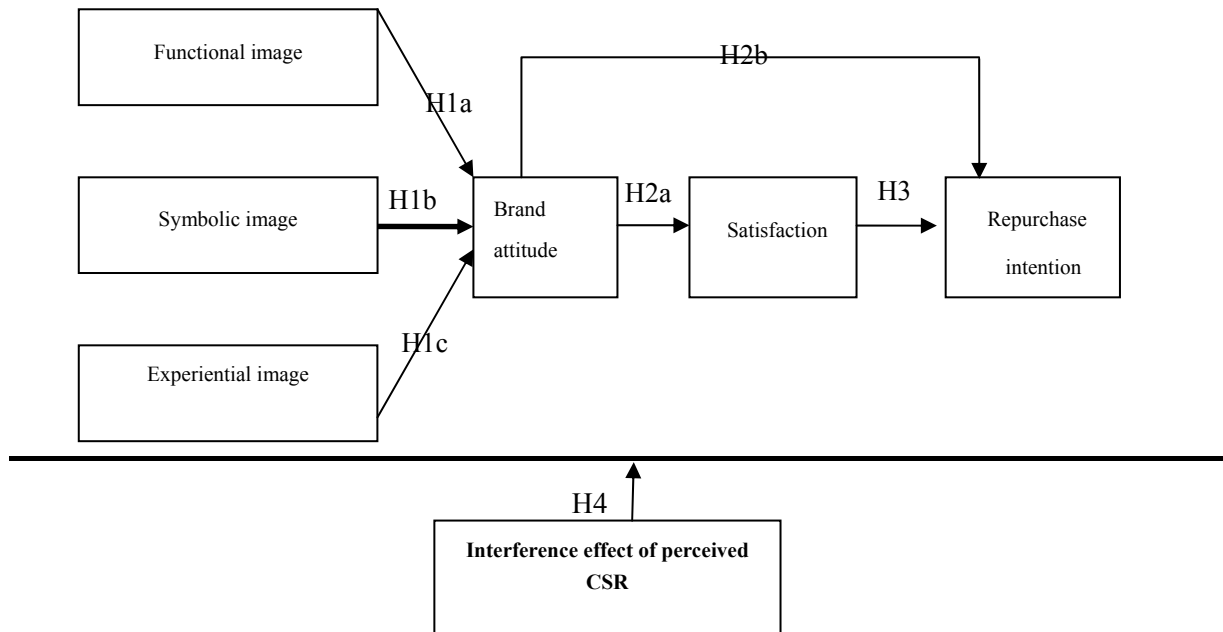 Functional image
H2b
H1a
Symbolic image
H1b
Brand
attitude
H2a
Satisfaction
H3
Repurchase
intention
H1c
Experiential image
H4
Interference effect of perceived
CSR